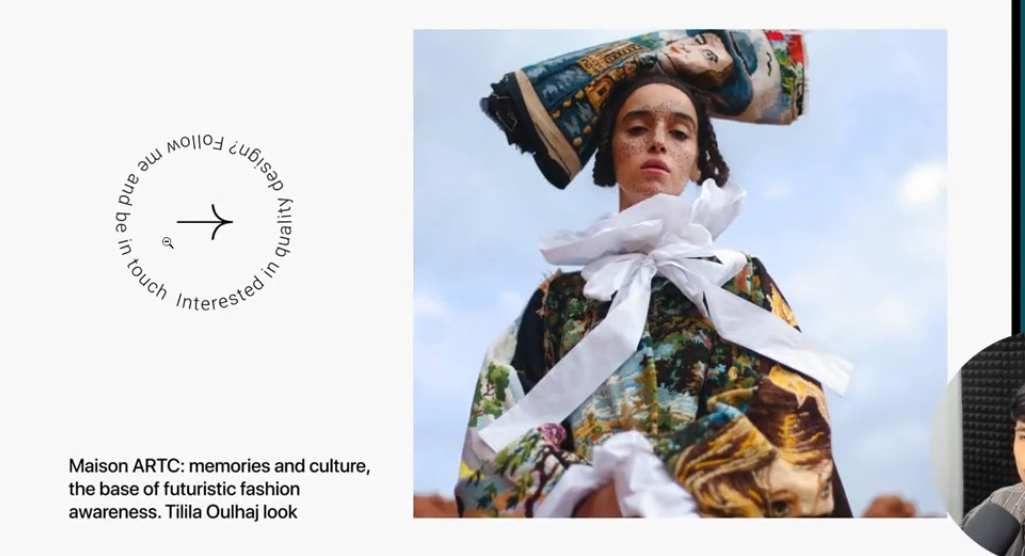 Interested in quality design? Follow me and be in touch
Maison ARTC: memories and culture,
the base of futuristic fashion
awareness. Tilila Oulhaj look